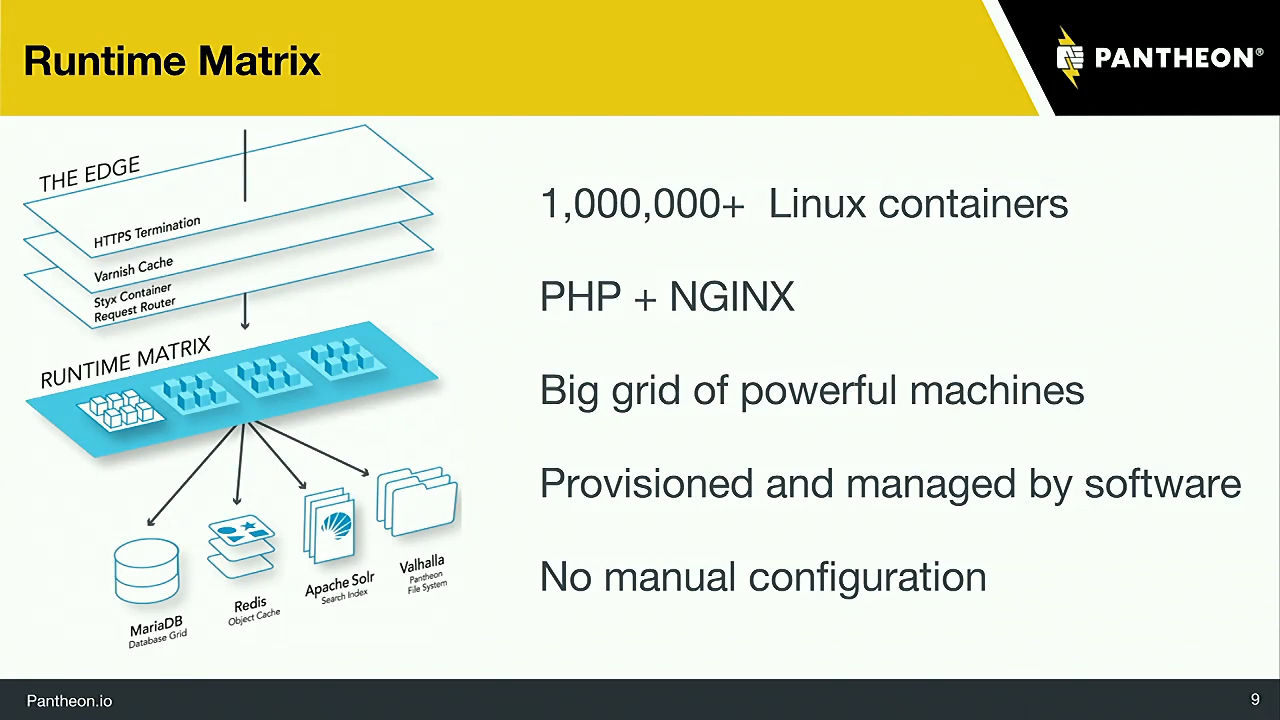 Runtime Matrix
PANTHEON®
THE EDGE
HTTPS Termination
Varnish Cache
Styx Container
Request Router
RUNTIME MATRIX
MariaDB
Database Grid
Redis
Object Cache
Apache Solr
Search Index
Valhalla
Pantheon
File System
1,000,000+ Linux containers
PHP + NGINX
Big grid of powerful machines
Provisioned and managed by software
No manual configuration
Pantheon.io
9